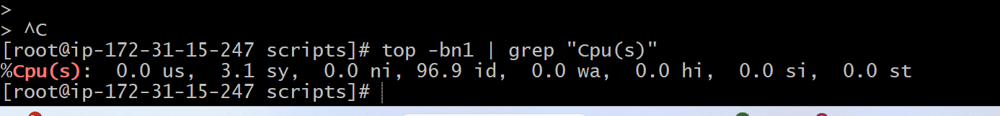 >
> ^C
[root@ip-172-31-15-247 scripts]# top -bn1 | grep "Cpu(s)"
%Cpu(s):  0.0 us,  3.1 sy,  0.0 ni, 96.9 id,  0.0 wa,  0.0 hi,  0.0 si,  0.0 st
[root@ip-172-31-15-247 scripts]#